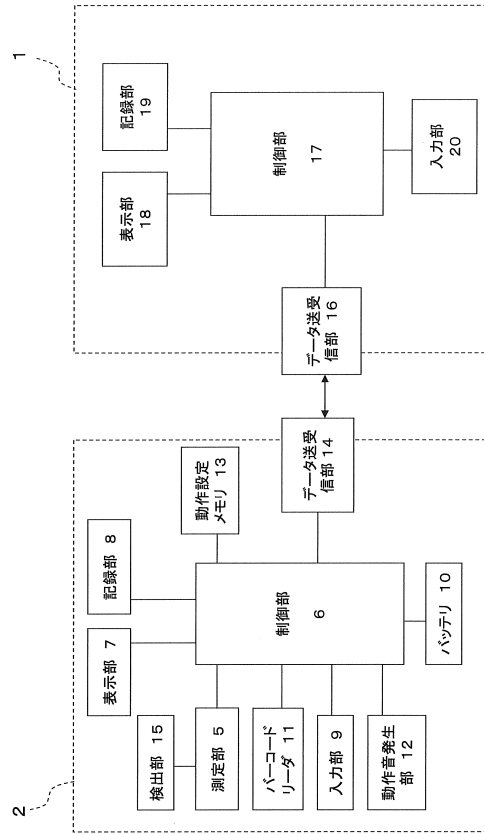 2
表示部 7
記録部 8
検出部 15
測定部 5
バーコード
リーダ 11
入力部 9
動作音発生
部 12
制御部
6
動作設定
メモリ 13
データ送受
信部 14
バッテリ 10
1
データ送受
信部 16
表示部
18
記録部
19
制御部
17
入力部
20